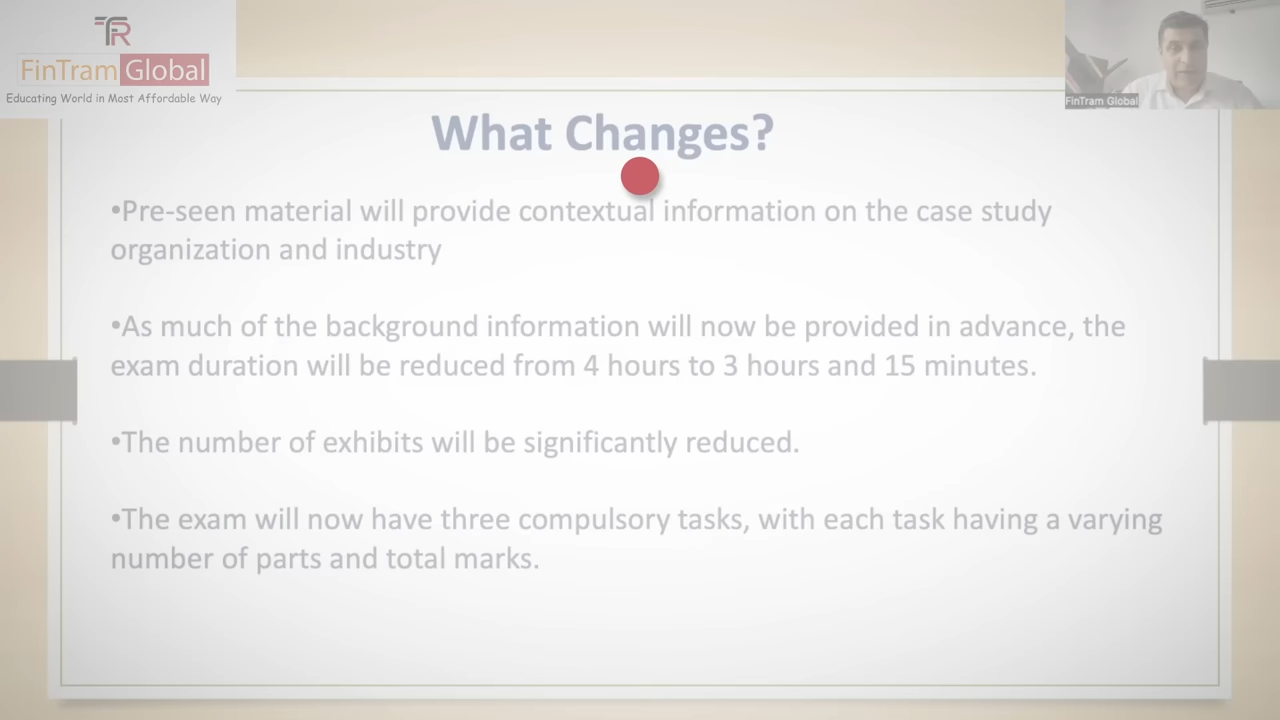 TR
FinTram Global
Educating World in Most Affordable Way
FinTram Global
What Changes?
•Pre-seen material will provide contextual information on the case study
organization and industry
•As much of the background information will now be provided in advance, the
exam duration will be reduced from 4 hours to 3 hours and 15 minutes.
•The number of exhibits will be significantly reduced.
•The exam will now have three compulsory tasks, with each task having a varying
number of parts and total marks.